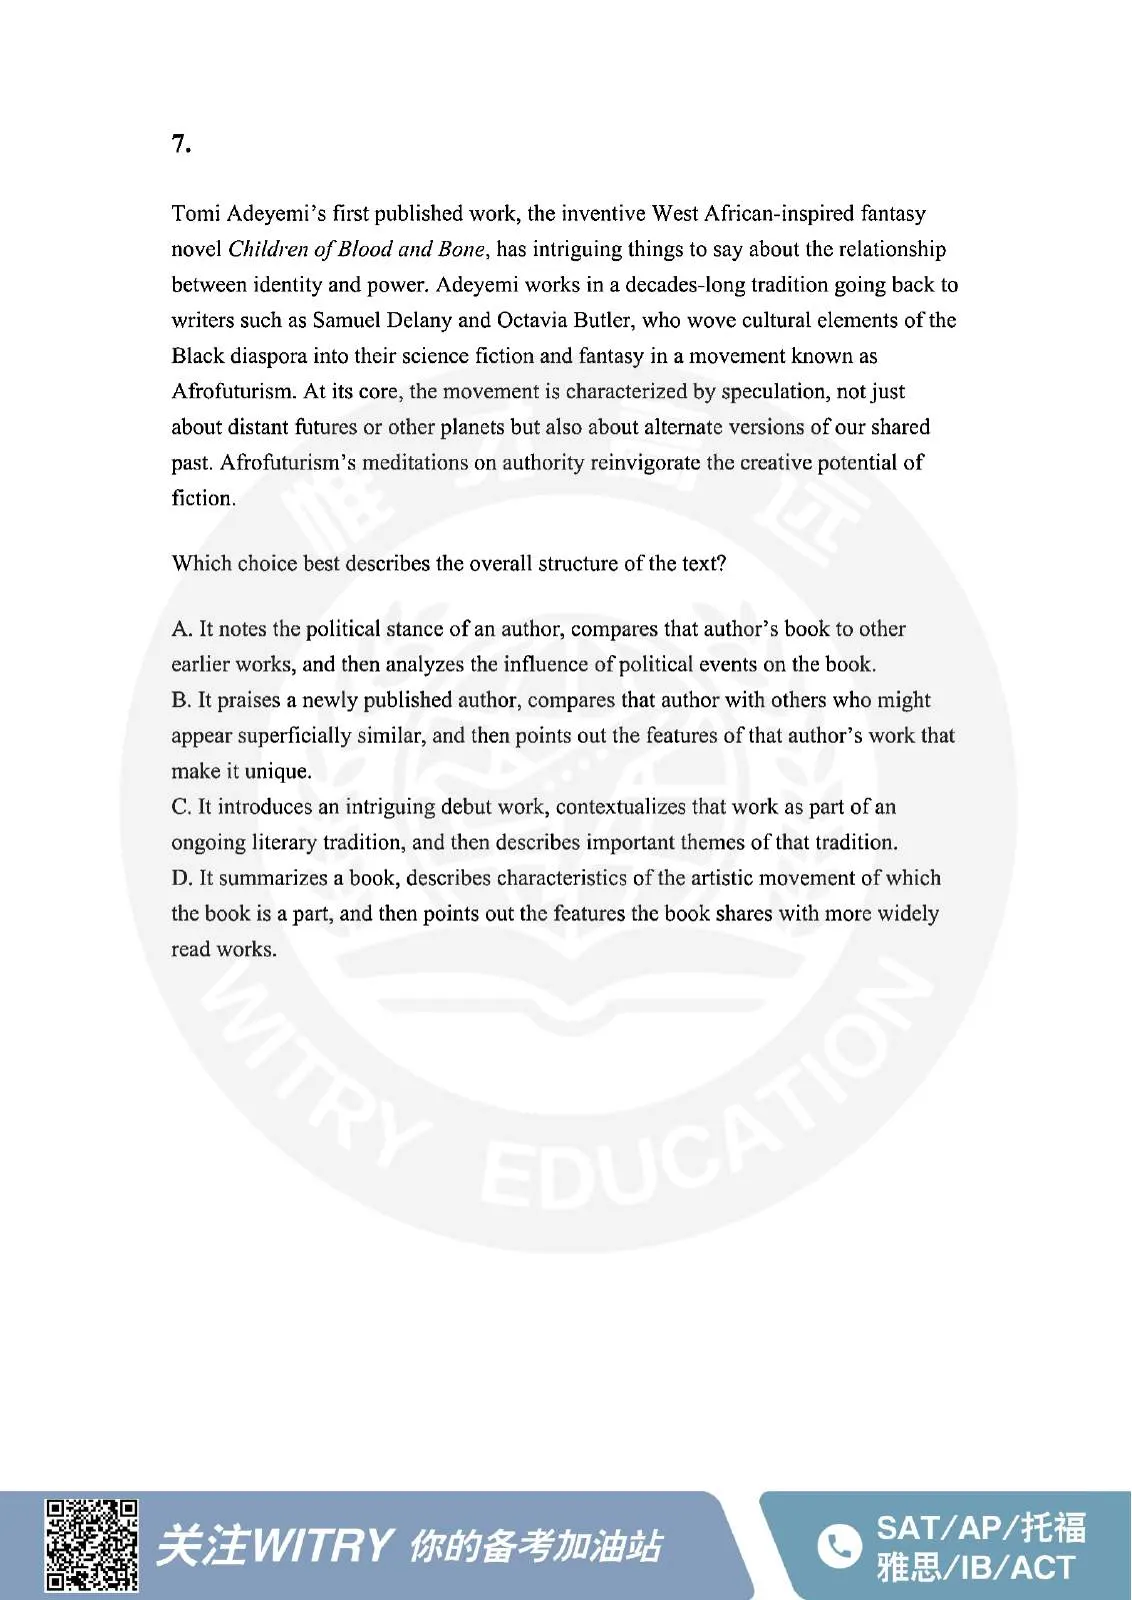 7.
Tomi Adeyemi's first published work, the inventive West African-inspired fantasy
novel Children of Blood and Bone, has intriguing things to say about the relationship
between identity and power. Adeyemi works in a decades-long tradition going back to
writers such as Samuel Delany and Octavia Butler, who wove cultural elements of the
Black diaspora into their science fiction and fantasy in a movement known as
Afrofuturism. At its core, the movement is characterized by speculation, not just
about distant futures or other planets but also about alternate versions of our shared
past. Afrofuturism's meditations on authority reinvigorate the creative potential of
fiction.
Which choice best describes the overall structure of the text?
A. It notes the political stance of an author, compares that author's book to other
earlier works, and then analyzes the influence of political events on the book.
B. It praises a newly published author, compares that author with others who might
appear superficially similar, and then points out the features of that author's work that
make it unique.
C. It introduces an intriguing debut work, contextualizes that work as part of an
ongoing literary tradition, and then describes important themes of that tradition.
D. It summarizes a book, describes characteristics of the artistic movement of which
the book is a part, and then points out the features the book shares with more widely
read works.
WITRY EDUCATION
关注WITRY 你的备考加油站
SAT/AP/托福
雅思/IB/ACT